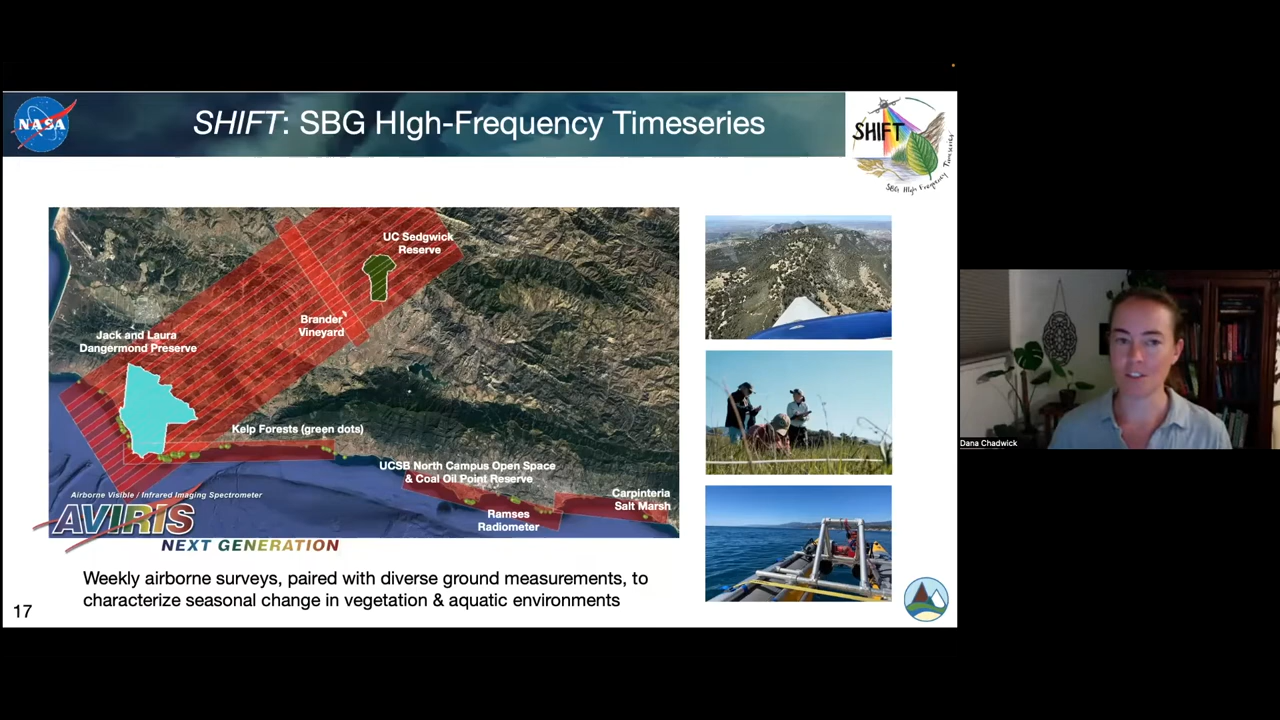 NASA
SHIFT: SBG HIgh-Frequency Timeseries
SHIFT
SBG High Frequency Timeseries
UC Sedgwick
Reserve
Brander
Vineyard
Jack and Laura
Dangermond Preserve
Kelp Forests (green dots)
UCSB North Campus Open Space
& Coal Oil Point Reserve
Carpinteria
Salt Marsh
Ramses
Radiometer
Airborne Visible / Infrared Imaging Spectrometer
AVIRIS
NEXT GENERATION
Weekly airborne surveys, paired with diverse ground measurements, to
characterize seasonal change in vegetation & aquatic environments
17
Dana Chadwick